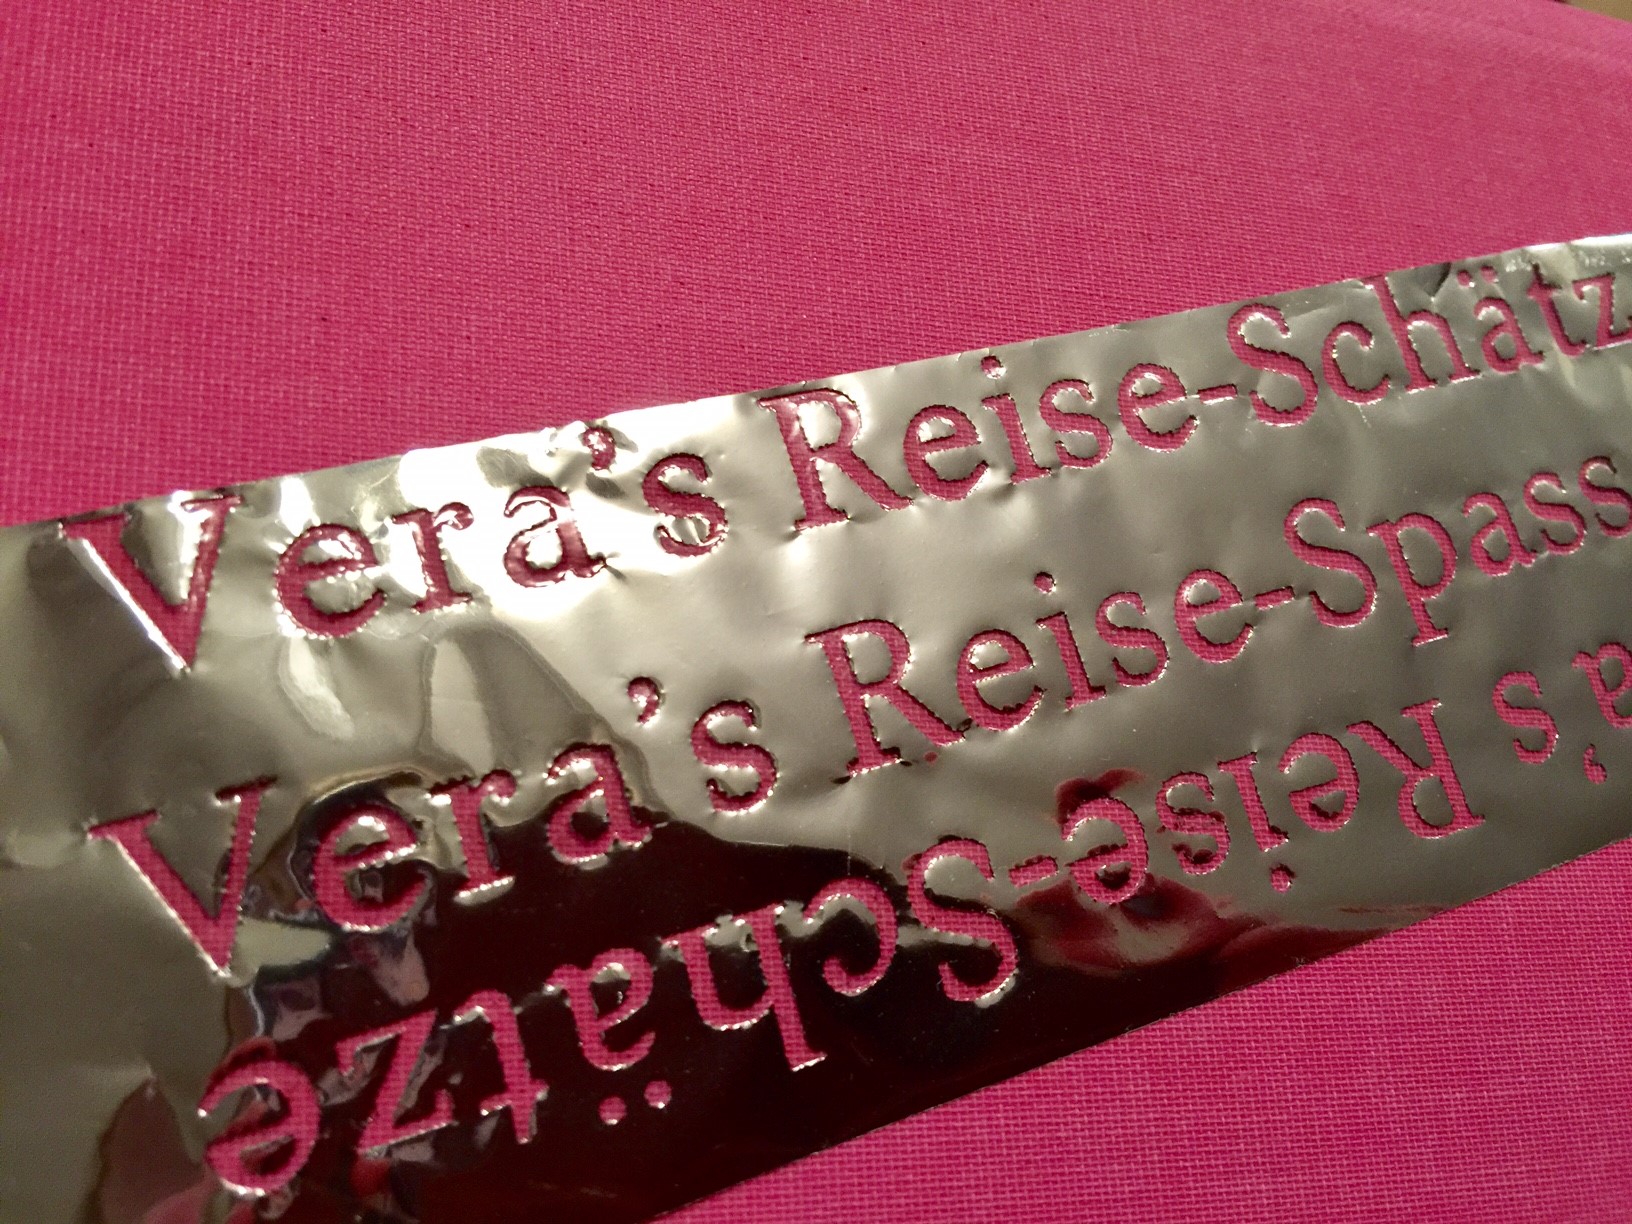 Vera's Reise-Schätz
Vera's Reise-Spass
a's Reise-Schätze